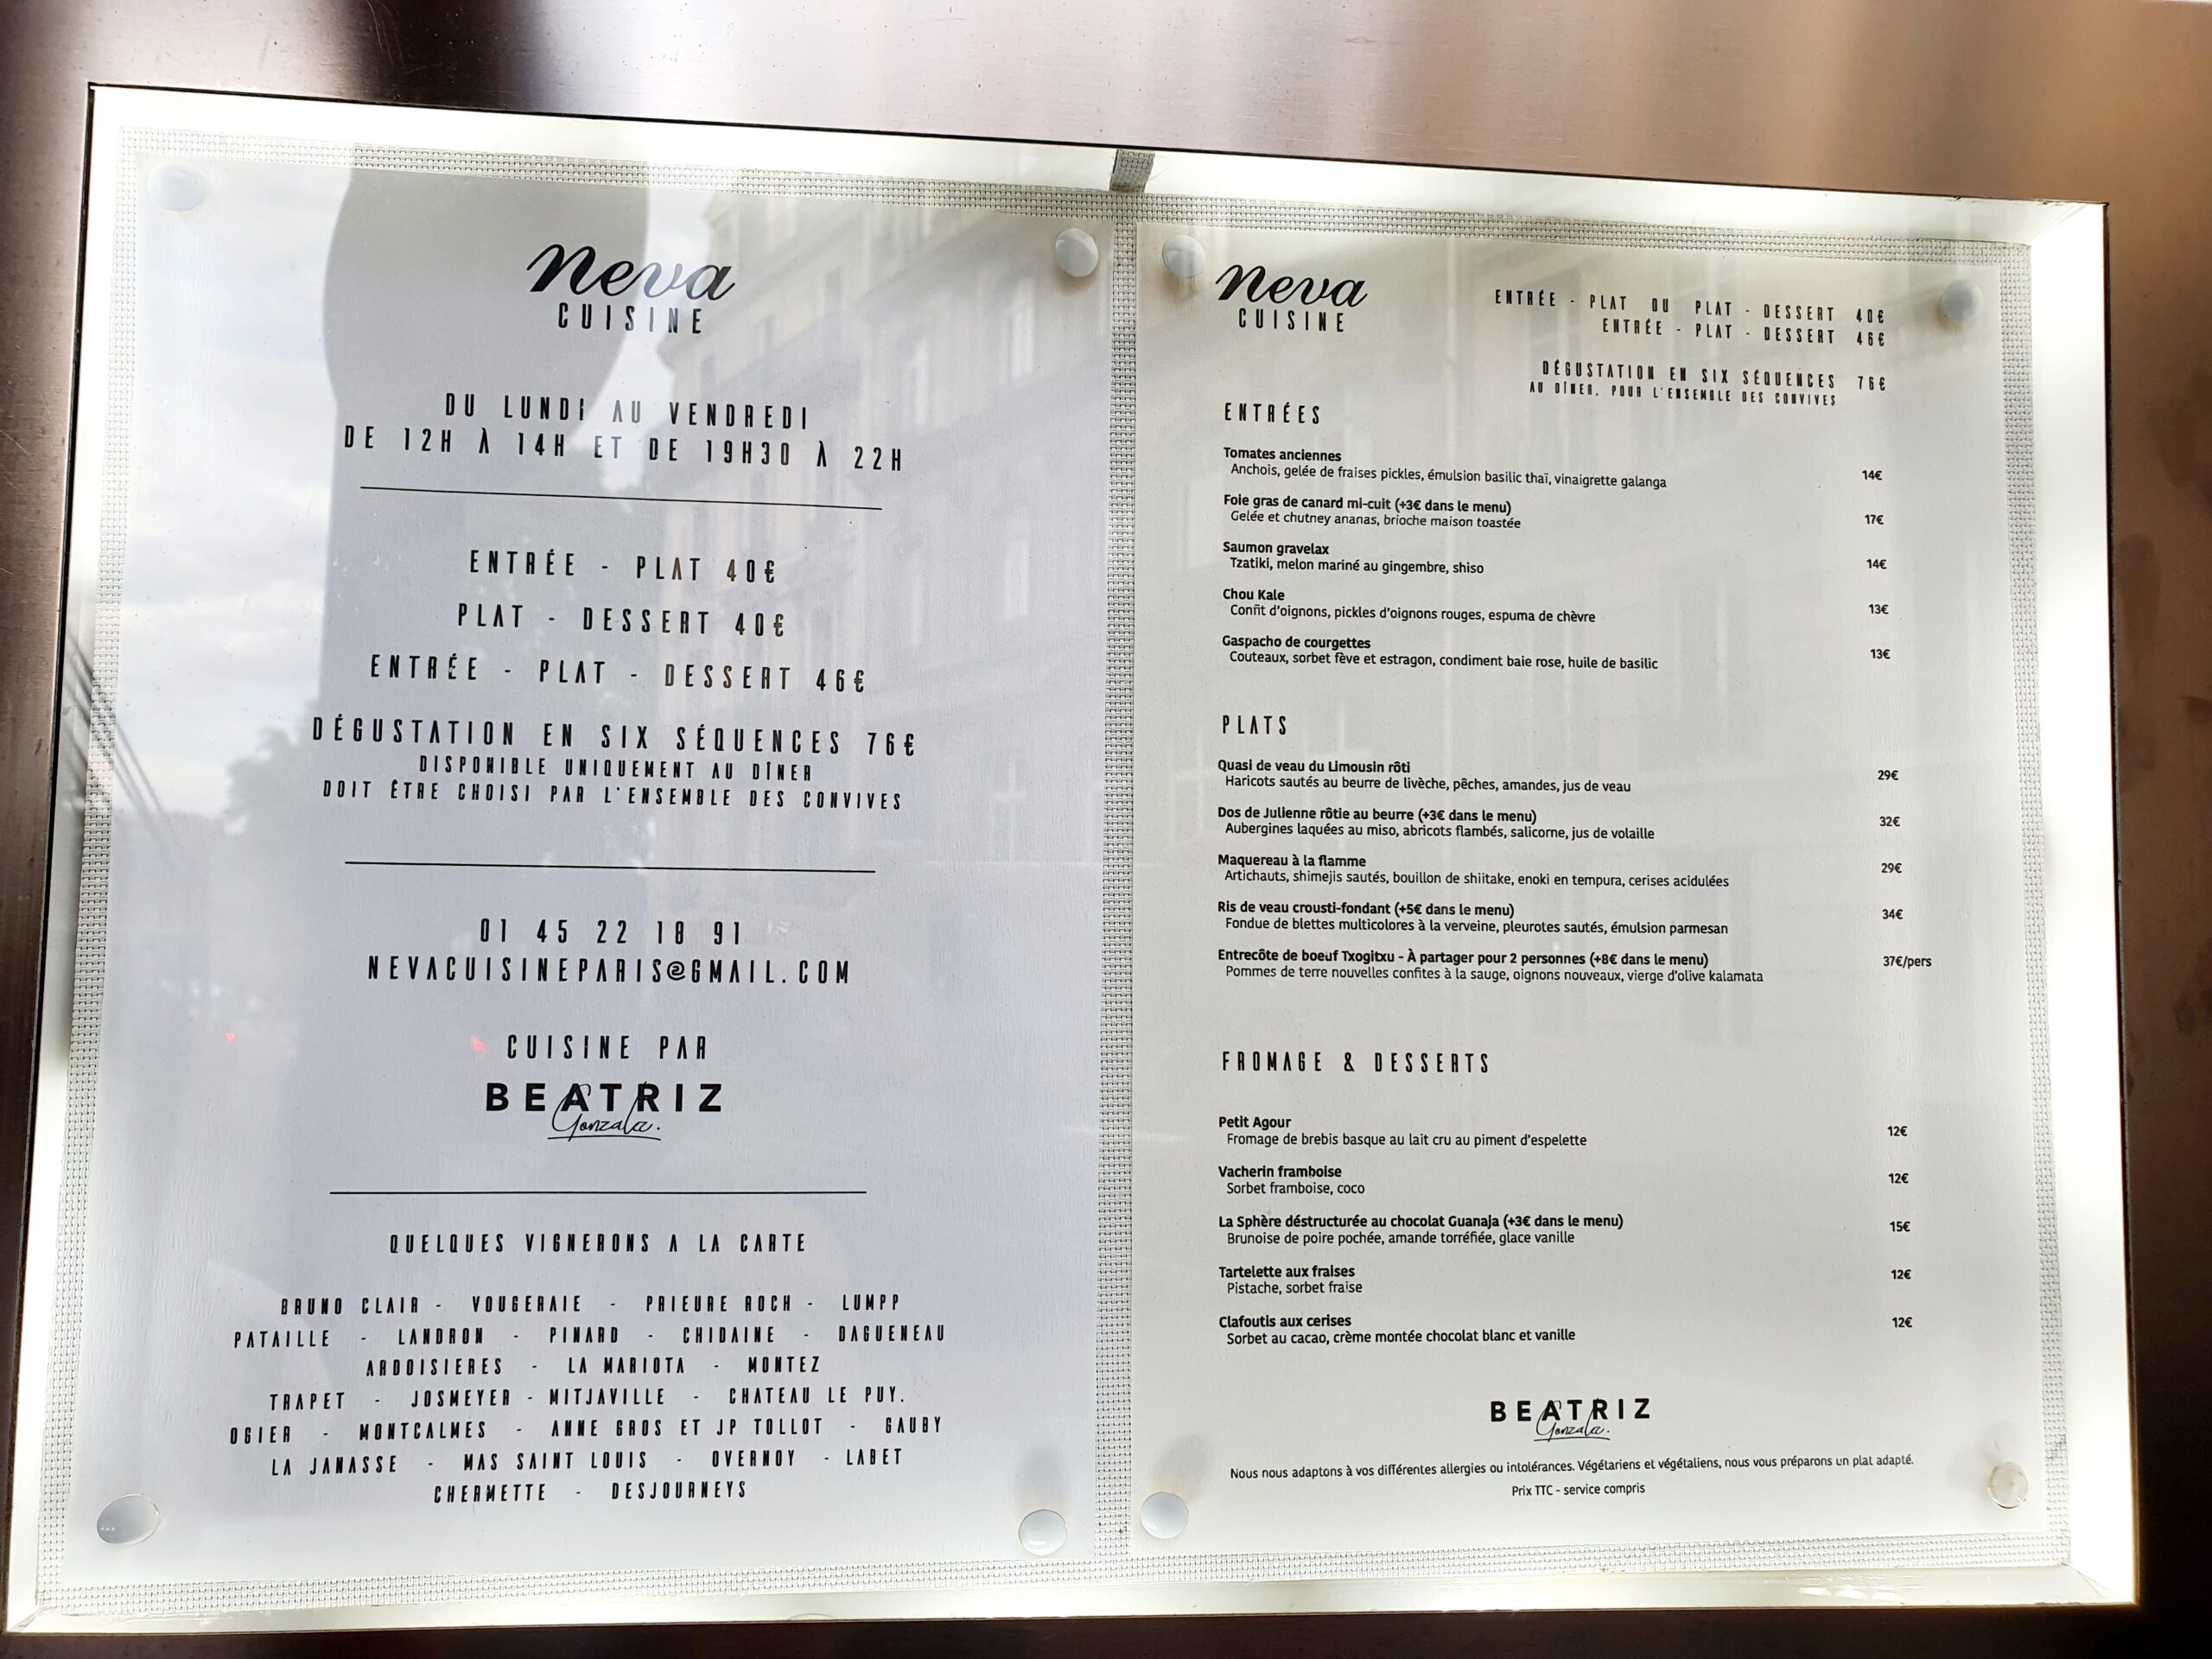 neva
CUISINE
DU LUNDI AU VENDREDI
DE 12H À 14H ET DE 19H30 À 22H
ENTRÉE - PLAT 40€
PLAT - DESSERT 40€
ENTRÉE - PLAT - DESSERT 46€
DÉGUSTATION EN SIX SÉQUENCES 76€
DISPONIBLE UNIQUEMENT AU DÎNER
DOIT ÊTRE CHOISI PAR L'ENSEMBLE DES CONVIVES
01 45 22 18 91
NEVACUISINEPARIS@GMAIL.COM
CUISINE PAR
BEATRIZ
Gonzalez.
QUELQUES VIGNERONS A LA CARTE
BRUNO CLAIR - VOUGERAIE - PRIEURE ROCH - LUMPP
PATAILLE - LANDRON - PINARD - CHIDAINE - DAGUENEAU
ARDOISIERES - LA MARIOTA - MONTEZ
TRAPET - JOSMEYER - MITJAVILLE - CHATEAU LE PUY.
OGIER - MONTCALMES - ANNE GROS ET JP TOLLOT - GAUBY
LA JANASSE - MAS SAINT LOUIS - OVERNOY - LABET
CHERMETTE - DESJOURNEYS
neva
CUISINE
ENTRÉE - PLAT OU PLAT - DESSERT 40€
ENTRÉE - PLAT - DESSERT 46€
DÉGUSTATION EN SIX SÉQUENCES 76€
AU DÎNER, POUR L'ENSEMBLE DES CONVIVES
ENTRÉES
Tomates anciennes
Anchois, gelée de fraises pickles, émulsion basilic thaï, vinaigrette galanga 14€
Foie gras de canard mi-cuit (+3€ dans le menu)
Gelée et chutney ananas, brioche maison toastée 17€
Saumon gravelax
Tzatiki, melon mariné au gingembre, shiso 14€
Chou Kale
Confit d'oignons, pickles d'oignons rouges, espuma de chèvre 13€
Gaspacho de courgettes
Couteaux, sorbet fève et estragon, condiment baie rose, huile de basilic 13€
PLATS
Quasi de veau du Limousin rôti
Haricots sautés au beurre de livèche, pêches, amandes, jus de veau 29€
Dos de Julienne rôtie au beurre (+3€ dans le menu)
Aubergines laquées au miso, abricots flambés, salicorne, jus de volaille 32€
Maquereau à la flamme
Artichauts, shimejis sautés, bouillon de shiitake, enoki en tempura, cerises acidulées 29€
Ris de veau crousti-fondant (+5€ dans le menu)
Fondue de blettes multicolores à la verveine, pleurotes sautés, émulsion parmesan 34€
Entrecôte de boeuf Txogitxu - À partager pour 2 personnes (+8€ dans le menu) 37€/pers
Pommes de terre nouvelles confites à la sauge, oignons nouveaux, vierge d'olive kalamata
FROMAGE & DESSERTS
Petit Agour
Fromage de brebis basque au lait cru au piment d'espelette 12€
Vacherin framboise
Sorbet framboise, coco 12€
La Sphère déstructurée au chocolat Guanaja (+3€ dans le menu)
Brunoise de poire pochée, amande torréfiée, glace vanille 15€
Tartelette aux fraises
Pistache, sorbet fraise 12€
Clafoutis aux cerises
Sorbet au cacao, crème montée chocolat blanc et vanille 12€
BEATRIZ
Gonzalez.
Nous nous adaptons à vos différentes allergies ou intolérances. Végétariens et végétaliens, nous vous préparons un plat adapté.
Prix TTC - service compris